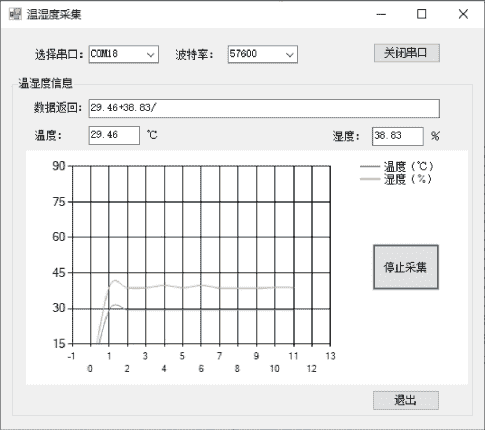 温湿度采集
选择串口: COM18 波特率: 57600 关闭串口
温湿度信息
数据返回: 29.46+38.83/
温度: 29.46 ℃ 湿度: 38.83 %
温度(℃)
湿度(%)
90
75
60
45
30
15
-1 1 3 5 7 9 11 13
0 2 4 6 8 10 12
停止采集
退出